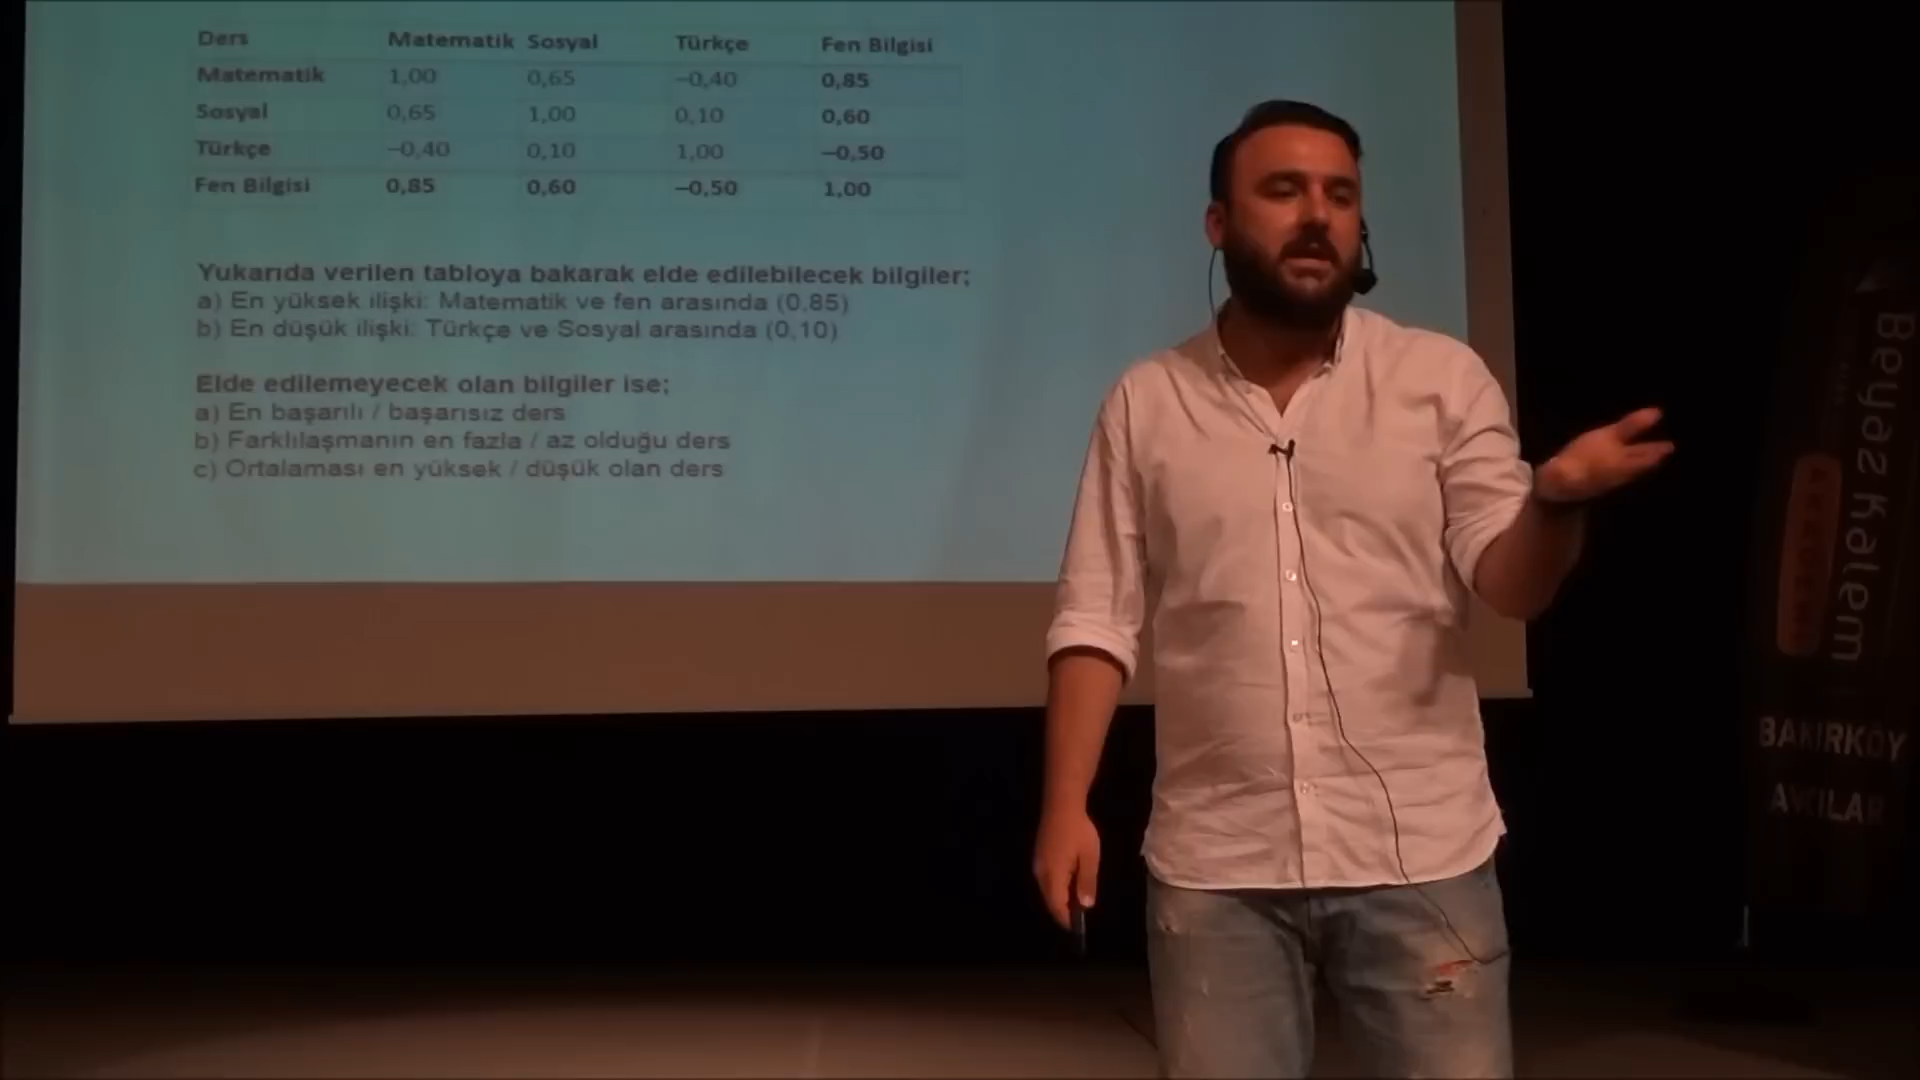 Ders Matematik Sosyal Türkçe Fen Bilgisi
Matematik 1,00 0,65 −0,40 0,85
Sosyal 0,65 1,00 0,10 0,60
Türkçe −0,40 0,10 1,00 −0,50
Fen Bilgisi 0,85 0,60 −0,50 1,00
Yukarıda verilen tabloya bakarak elde edilebilecek bilgiler;
a) En yüksek ilişki: Matematik ve fen arasında (0,85)
b) En düşük ilişki: Türkçe ve Sosyal arasında (0,10)
Elde edilemeyecek olan bilgiler ise;
a) En başarılı / başarısız ders
b) Farklılaşmanın en fazla / az olduğu ders
c) Ortalaması en yüksek / düşük olan ders
Beyaz Kalem
BAKIRKÖY
AVCILAR